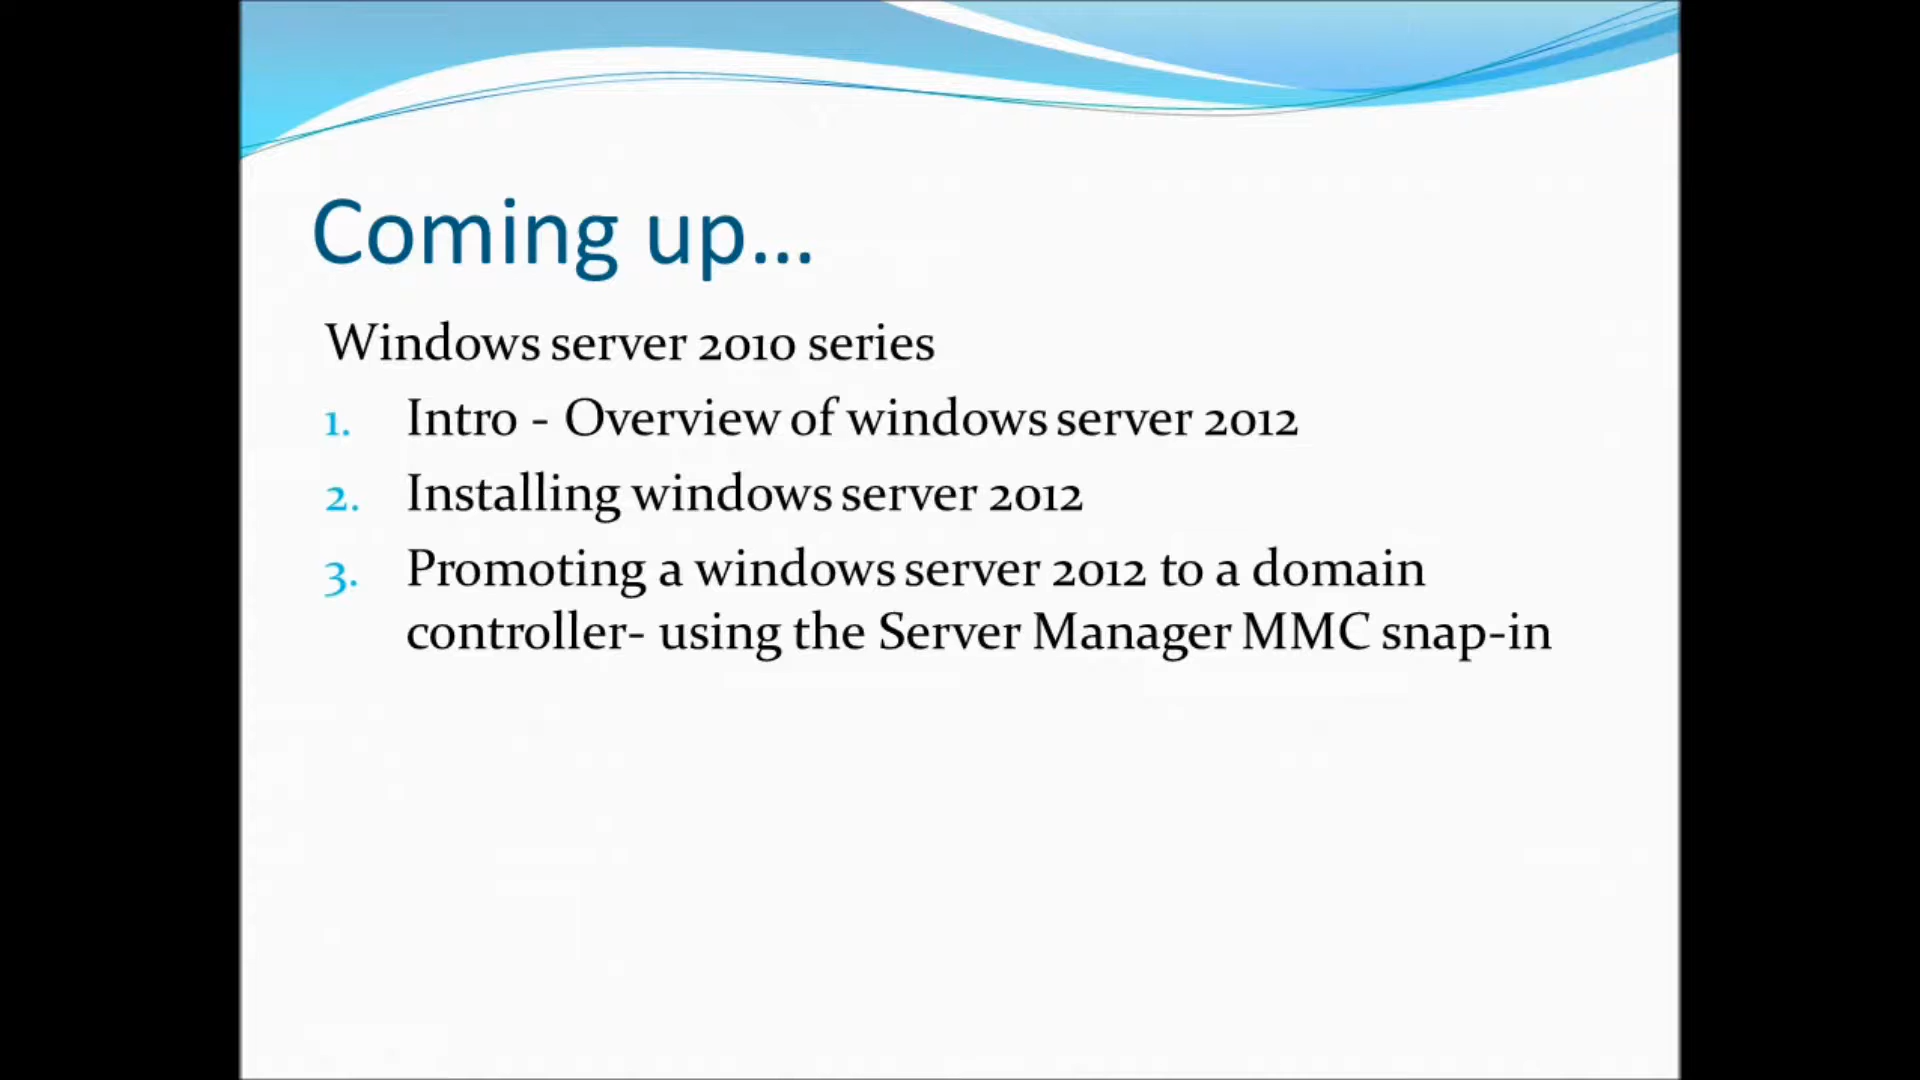 Coming up...
Windows server 2010 series
1. Intro - Overview of windows server 2012
2. Installing windows server 2012
3. Promoting a windows server 2012 to a domain
controller- using the Server Manager MMC snap-in